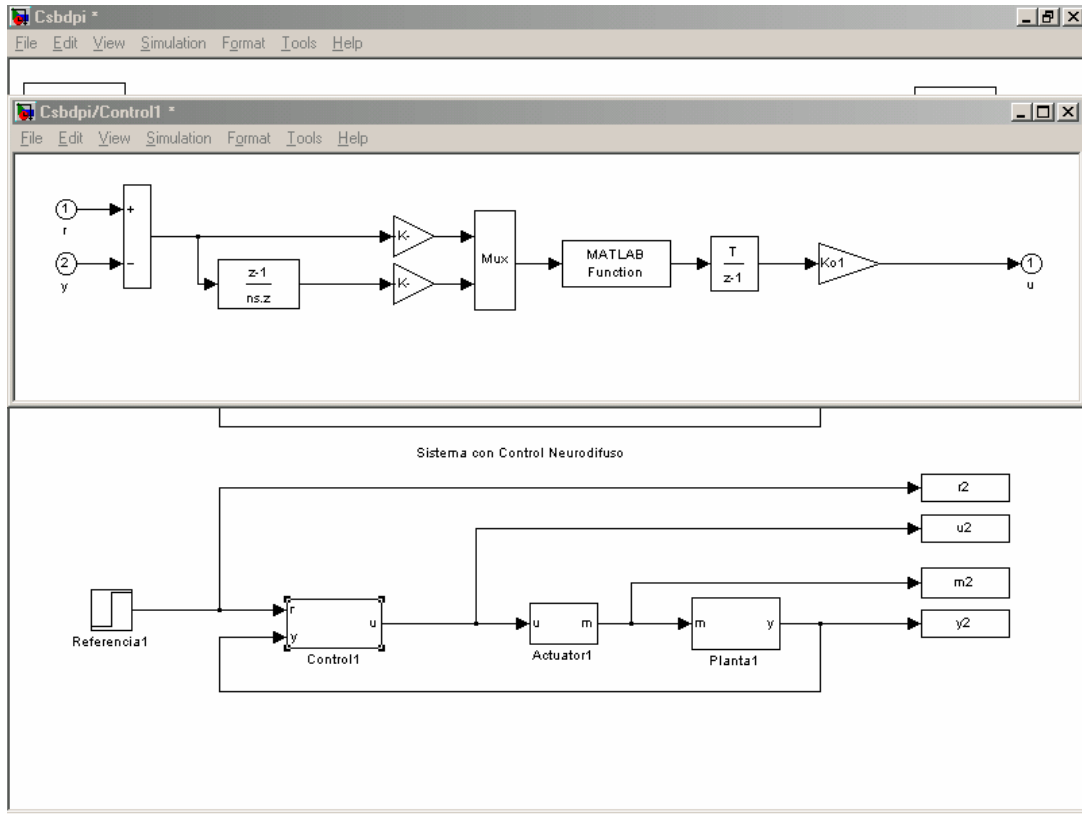 Csbdpi *
File Edit View Simulation Format Tools Help
Csbdpi/Control1 *
File Edit View Simulation Format Tools Help
1
r
+
2
y
-
z-1
ns.z
K-
K-
Mux
MATLAB
Function
T
z-1
Ko1
1
u
Sistema con Control Neurodifuso
r2
u2
m2
y2
Referencia1
r
y
u
Control1
u
m
Actuator1
m
y
Planta1